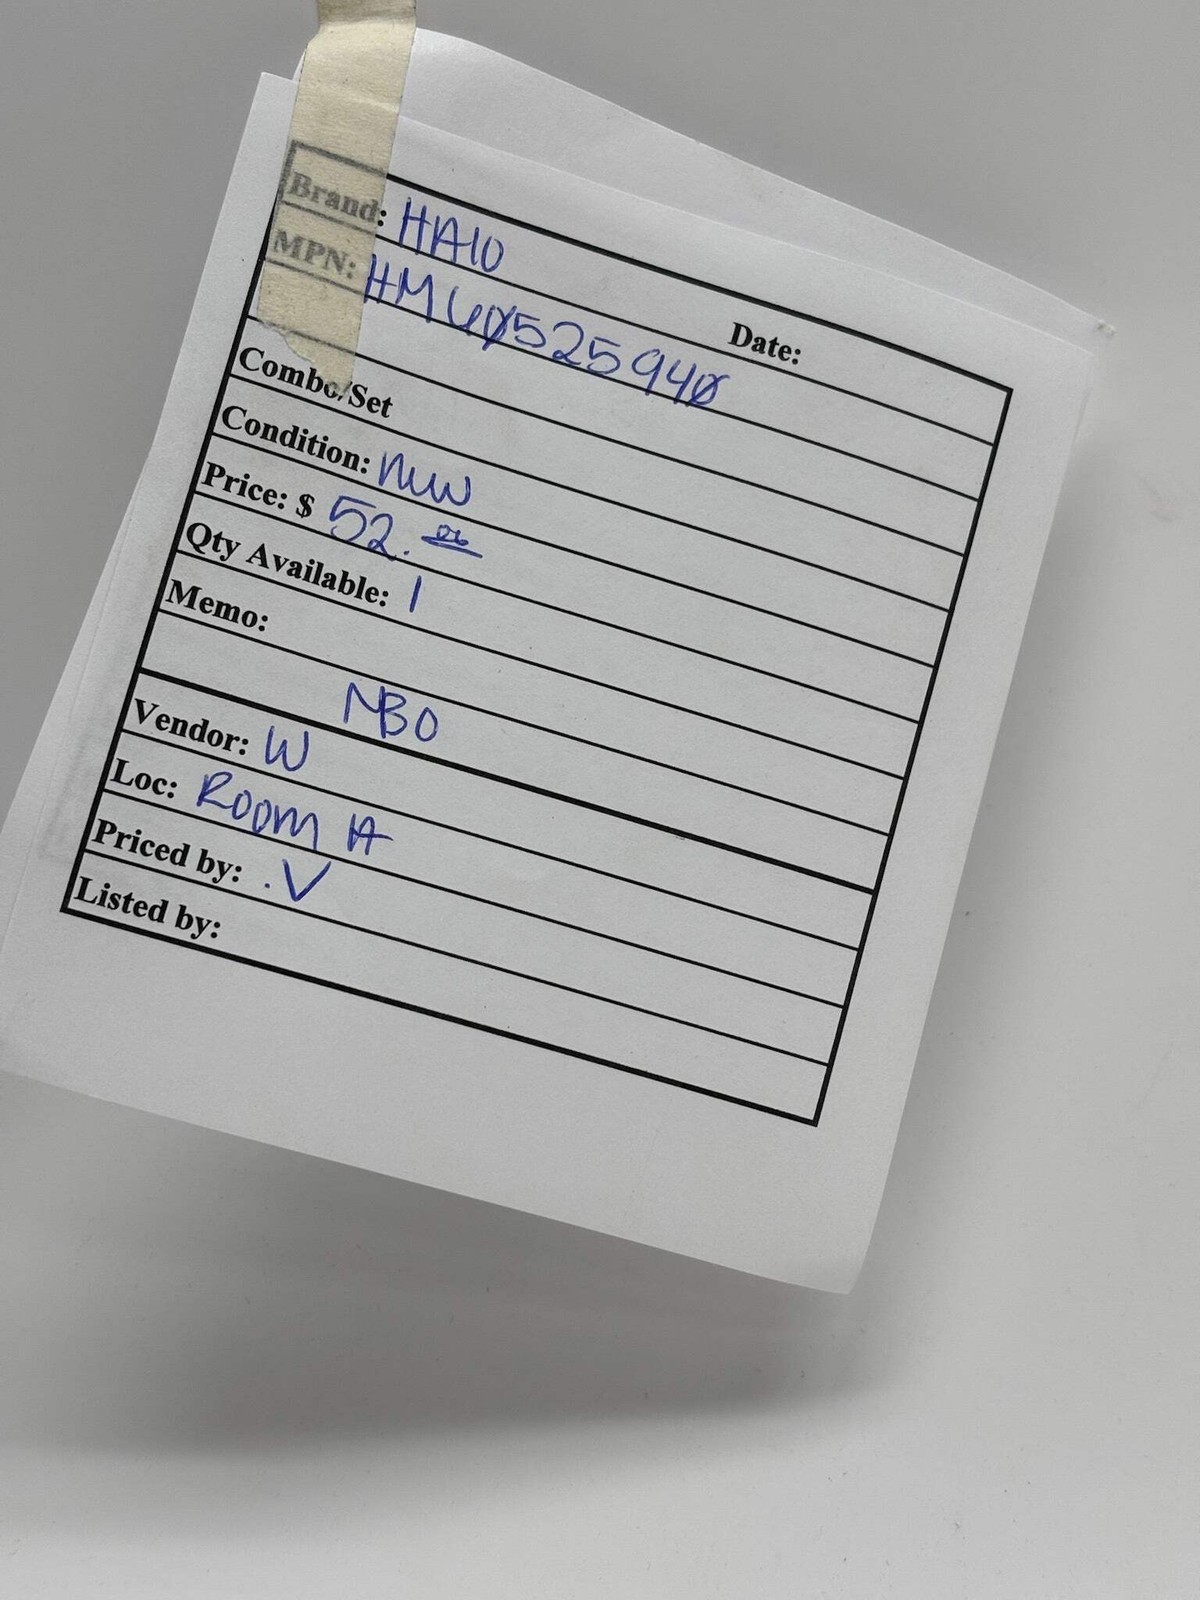 Brand: HALO
MPN: HM60525940
Date:
Combo/Set
Condition: new
Price: $ 52.00
Qty Available: 1
Memo:
NBO
Vendor: W
Loc: Room A
Priced by: .V
Listed by: